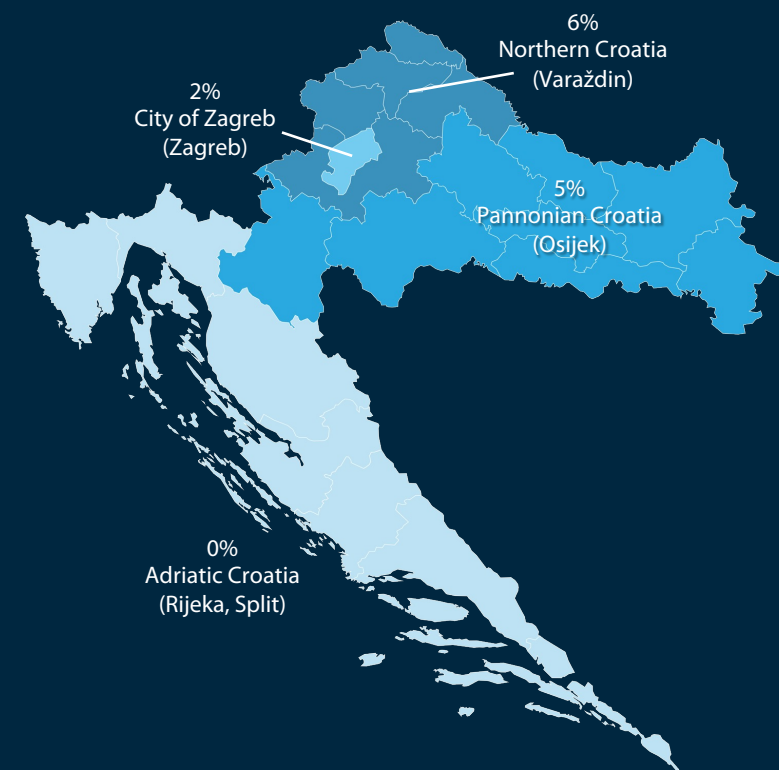 6%
Northern Croatia
(Varaždin)
2%
City of Zagreb
(Zagreb)
5%
Pannonian Croatia
(Osijek)
0%
Adriatic Croatia
(Rijeka, Split)